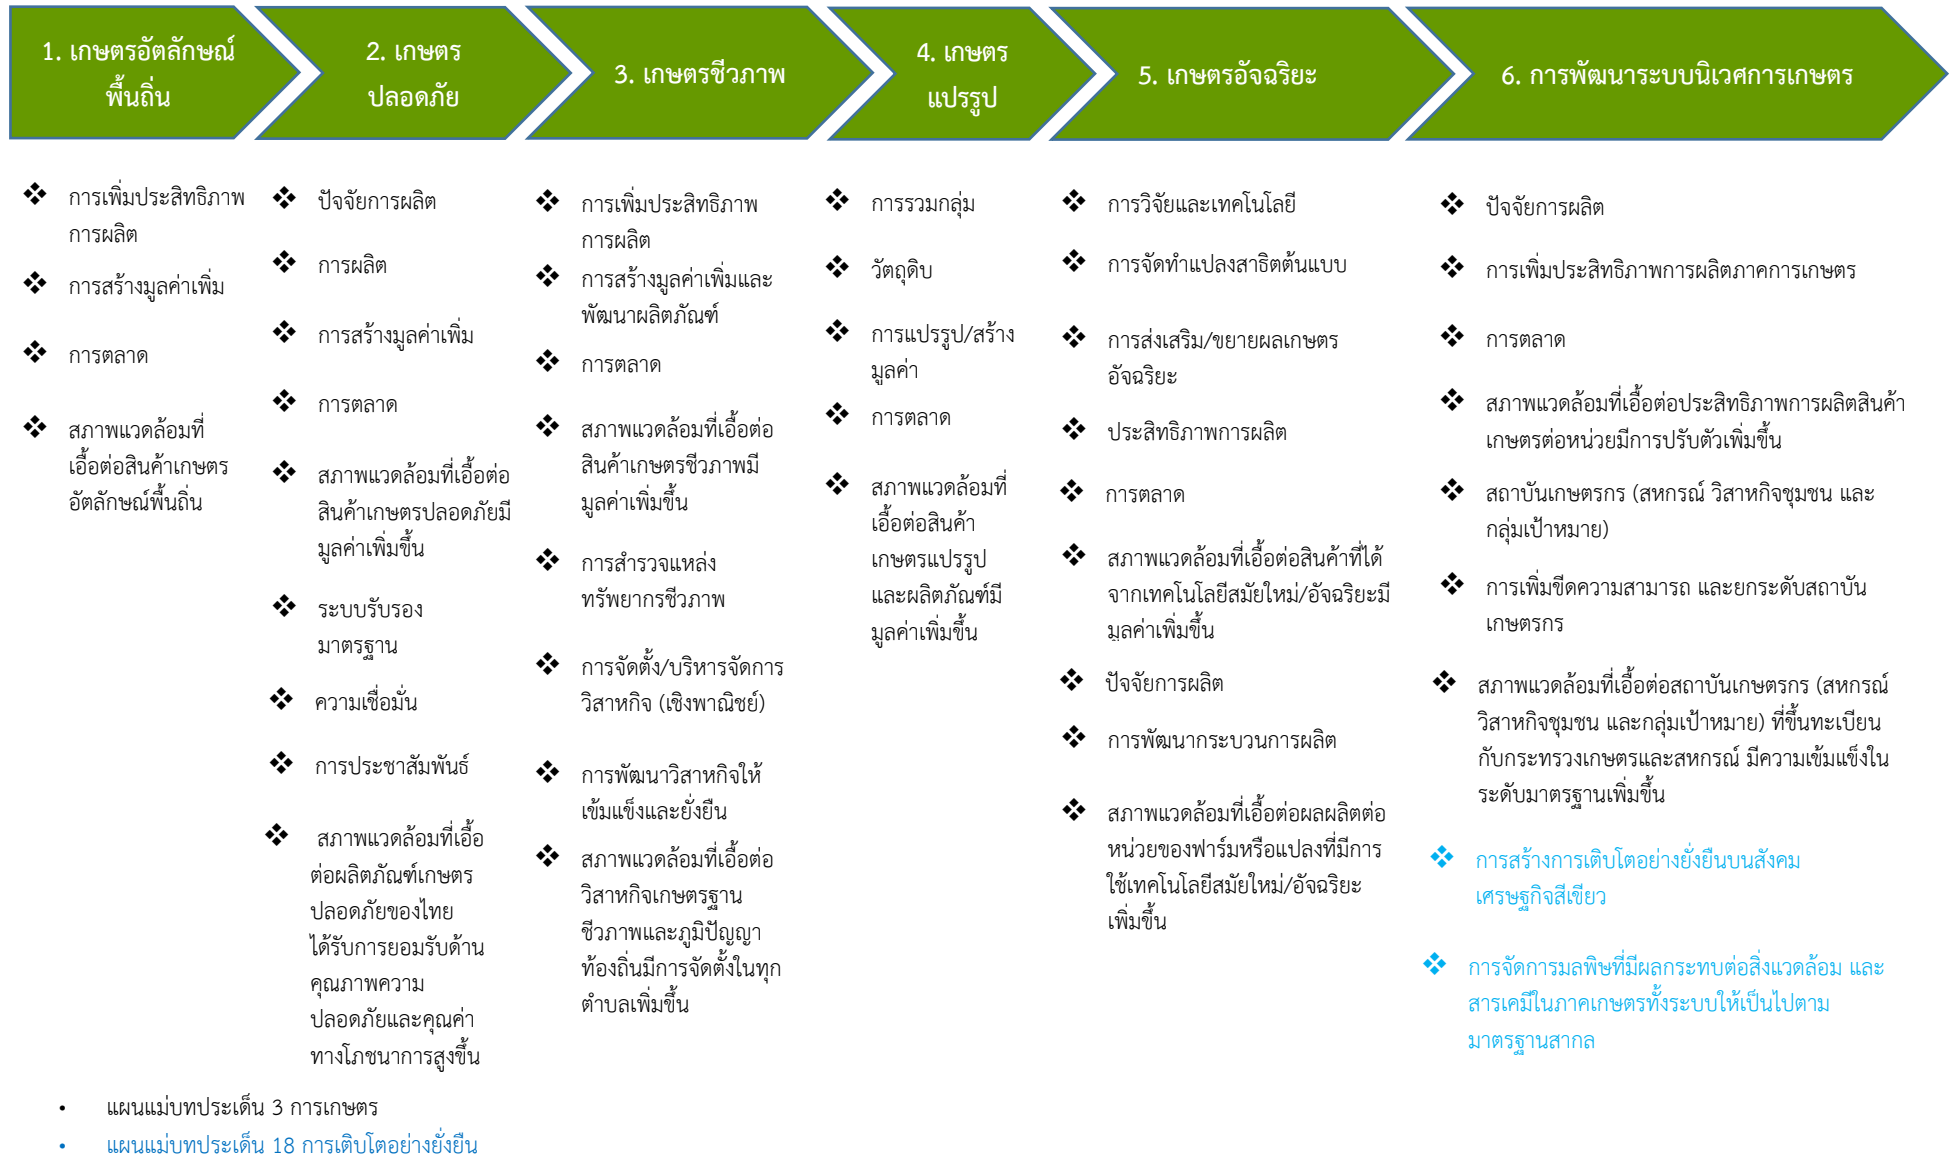 1. เกษตรอัตลักษณ์
พื้นถิ่น
2. เกษตร
ปลอดภัย
3. เกษตรชีวภาพ
4. เกษตร
แปรรูป
5. เกษตรอัจฉริยะ
6. การพัฒนาระบบนิเวศการเกษตร
❖ การเพิ่มประสิทธิภาพ
การผลิต
❖ การสร้างมูลค่าเพิ่ม
❖ การตลาด
❖ สภาพแวดล้อมที่
เอื้อต่อสินค้าเกษตร
อัตลักษณ์พื้นถิ่น
❖ ปัจจัยการผลิต
❖ การผลิต
❖ การสร้างมูลค่าเพิ่ม
❖ การตลาด
❖ สภาพแวดล้อมที่เอื้อต่อ
สินค้าเกษตรปลอดภัยมี
มูลค่าเพิ่มขึ้น
❖ ระบบรับรอง
มาตรฐาน
❖ ความเชื่อมั่น
❖ การประชาสัมพันธ์
❖ สภาพแวดล้อมที่เอื้อ
ต่อผลิตภัณฑ์เกษตร
ปลอดภัยของไทย
ได้รับการยอมรับด้าน
คุณภาพความ
ปลอดภัยและคุณค่า
ทางโภชนาการสูงขึ้น
❖ การเพิ่มประสิทธิภาพ
การผลิต
❖ การสร้างมูลค่าเพิ่มและ
พัฒนาผลิตภัณฑ์
❖ การตลาด
❖ สภาพแวดล้อมที่เอื้อต่อ
สินค้าเกษตรชีวภาพมี
มูลค่าเพิ่มขึ้น
❖ การสำรวจแหล่ง
ทรัพยากรชีวภาพ
❖ การจัดตั้ง/บริหารจัดการ
วิสาหกิจ (เชิงพาณิชย์)
❖ การพัฒนาวิสาหกิจให้
เข้มแข็งและยั่งยืน
❖ สภาพแวดล้อมที่เอื้อต่อ
วิสาหกิจเกษตรฐาน
ชีวภาพและภูมิปัญญา
ท้องถิ่นมีการจัดตั้งในทุก
ตำบลเพิ่มขึ้น
❖ การรวมกลุ่ม
❖ วัตถุดิบ
❖ การแปรรูป/สร้าง
มูลค่า
❖ การตลาด
❖ สภาพแวดล้อมที่
เอื้อต่อสินค้า
เกษตรแปรรูป
และผลิตภัณฑ์มี
มูลค่าเพิ่มขึ้น
❖ การวิจัยและเทคโนโลยี
❖ การจัดทำแปลงสาธิตต้นแบบ
❖ การส่งเสริม/ขยายผลเกษตร
อัจฉริยะ
❖ ประสิทธิภาพการผลิต
❖ การตลาด
❖ สภาพแวดล้อมที่เอื้อต่อสินค้าที่ได้
จากเทคโนโลยีสมัยใหม่/อัจฉริยะมี
มูลค่าเพิ่มขึ้น
❖ ปัจจัยการผลิต
❖ การพัฒนากระบวนการผลิต
❖ สภาพแวดล้อมที่เอื้อต่อผลผลิตต่อ
หน่วยของฟาร์มหรือแปลงที่มีการ
ใช้เทคโนโลยีสมัยใหม่/อัจฉริยะ
เพิ่มขึ้น
❖ ปัจจัยการผลิต
❖ การเพิ่มประสิทธิภาพการผลิตภาคการเกษตร
❖ การตลาด
❖ สภาพแวดล้อมที่เอื้อต่อประสิทธิภาพการผลิตสินค้า
เกษตรต่อหน่วยมีการปรับตัวเพิ่มขึ้น
❖ สถาบันเกษตรกร (สหกรณ์ วิสาหกิจชุมชน และ
กลุ่มเป้าหมาย)
❖ การเพิ่มขีดความสามารถ และยกระดับสถาบัน
เกษตรกร
❖ สภาพแวดล้อมที่เอื้อต่อสถาบันเกษตรกร (สหกรณ์
วิสาหกิจชุมชน และกลุ่มเป้าหมาย) ที่ขึ้นทะเบียน
กับกระทรวงเกษตรและสหกรณ์ มีความเข้มแข็งใน
ระดับมาตรฐานเพิ่มขึ้น
❖ การสร้างการเติบโตอย่างยั่งยืนบนสังคม
เศรษฐกิจสีเขียว
❖ การจัดการมลพิษที่มีผลกระทบต่อสิ่งแวดล้อม และ
สารเคมีในภาคเกษตรทั้งระบบให้เป็นไปตาม
มาตรฐานสากล
• แผนแม่บทประเด็น 3 การเกษตร
• แผนแม่บทประเด็น 18 การเติบโตอย่างยั่งยืน